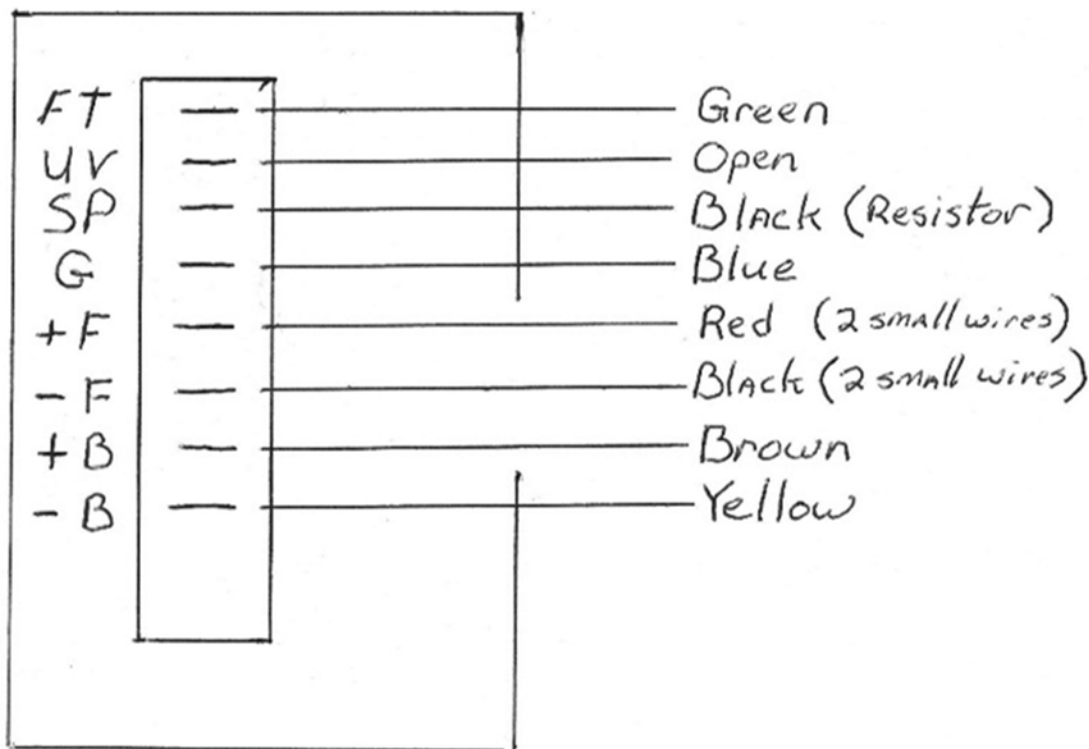 FT Green
UV Open
SP Black (Resistor)
G Blue
+F Red (2 small wires)
-F Black (2 small wires)
+B Brown
-B Yellow